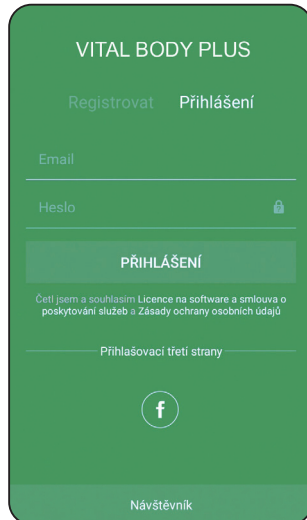 VITAL BODY PLUS
Registrovat Přihlášení
Email
Heslo
PŘIHLÁŠENÍ
Četl jsem a souhlasím Licence na software a smlouva o
poskytování služeb a Zásady ochrany osobních údajů
Přihlašovací třetí strany
f
Návštěvník